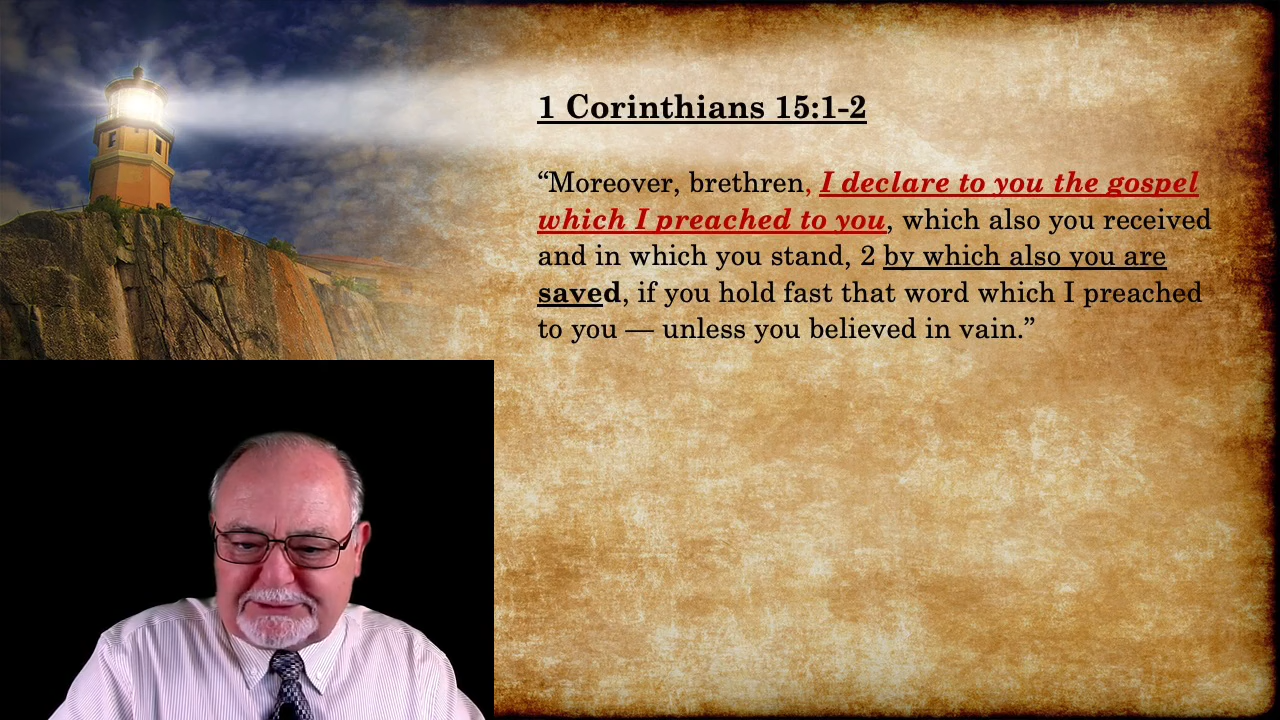 1 Corinthians 15:1-2
“Moreover, brethren, I declare to you the gospel
which I preached to you, which also you received
and in which you stand, 2 by which also you are
saved, if you hold fast that word which I preached
to you — unless you believed in vain.”